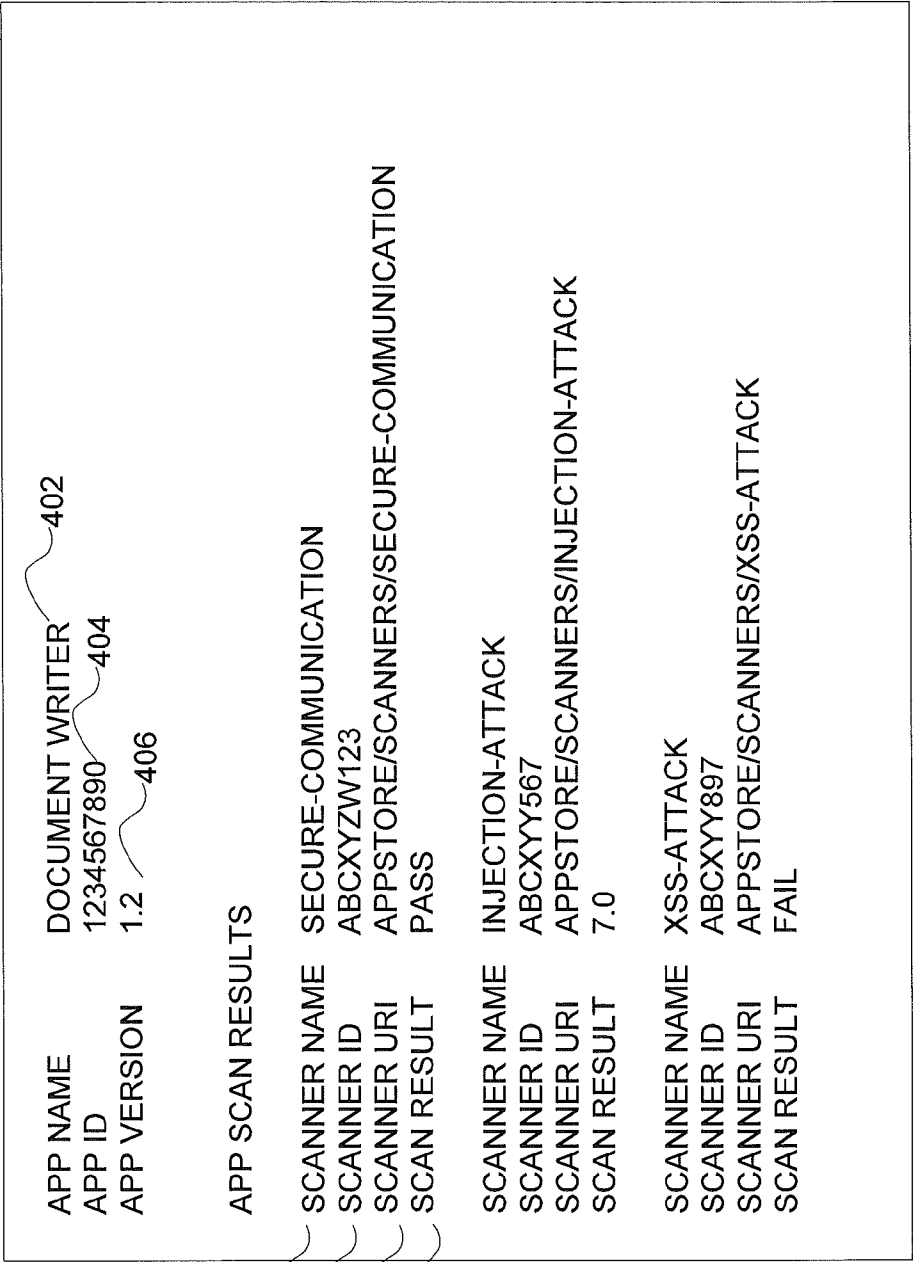 APP NAME DOCUMENT WRITER 402
APP ID 1234567890 404
APP VERSION 1.2 406
APP SCAN RESULTS
SCANNER NAME SECURE-COMMUNICATION
SCANNER ID ABCXYZW123
SCANNER URI APPSTORE/SCANNERS/SECURE-COMMUNICATION
SCAN RESULT PASS
SCANNER NAME INJECTION-ATTACK
SCANNER ID ABCXYY567
SCANNER URI APPSTORE/SCANNERS/INJECTION-ATTACK
SCAN RESULT 7.0
SCANNER NAME XSS-ATTACK
SCANNER ID ABCXYY897
SCANNER URI APPSTORE/SCANNERS/XSS-ATTACK
SCAN RESULT FAIL